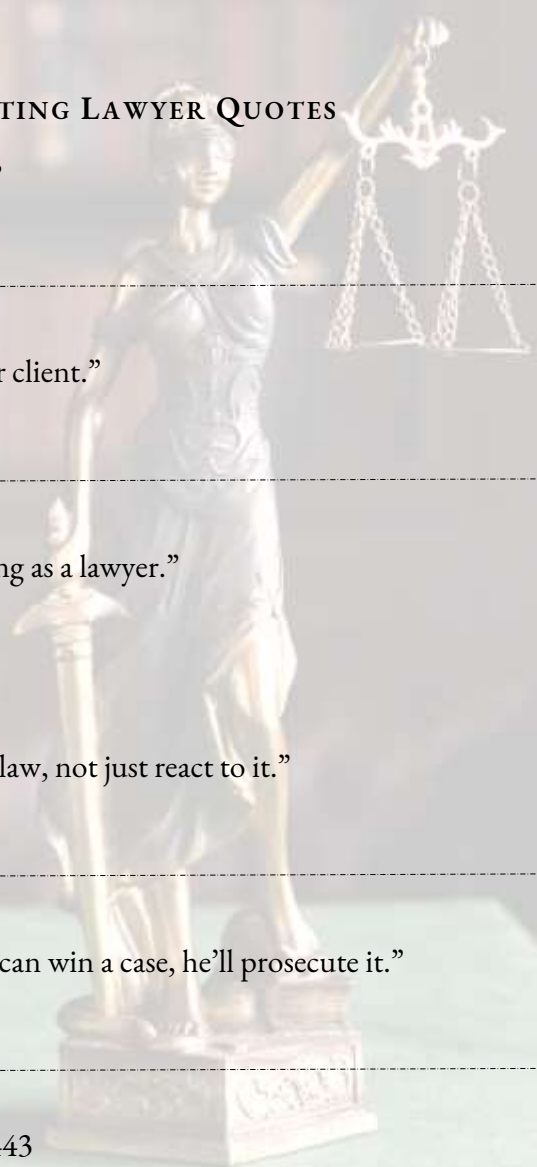 TING LAWYER QUOTES
”
r client.”
ng as a lawyer.”
law, not just react to it.”
can win a case, he’ll prosecute it.”
443